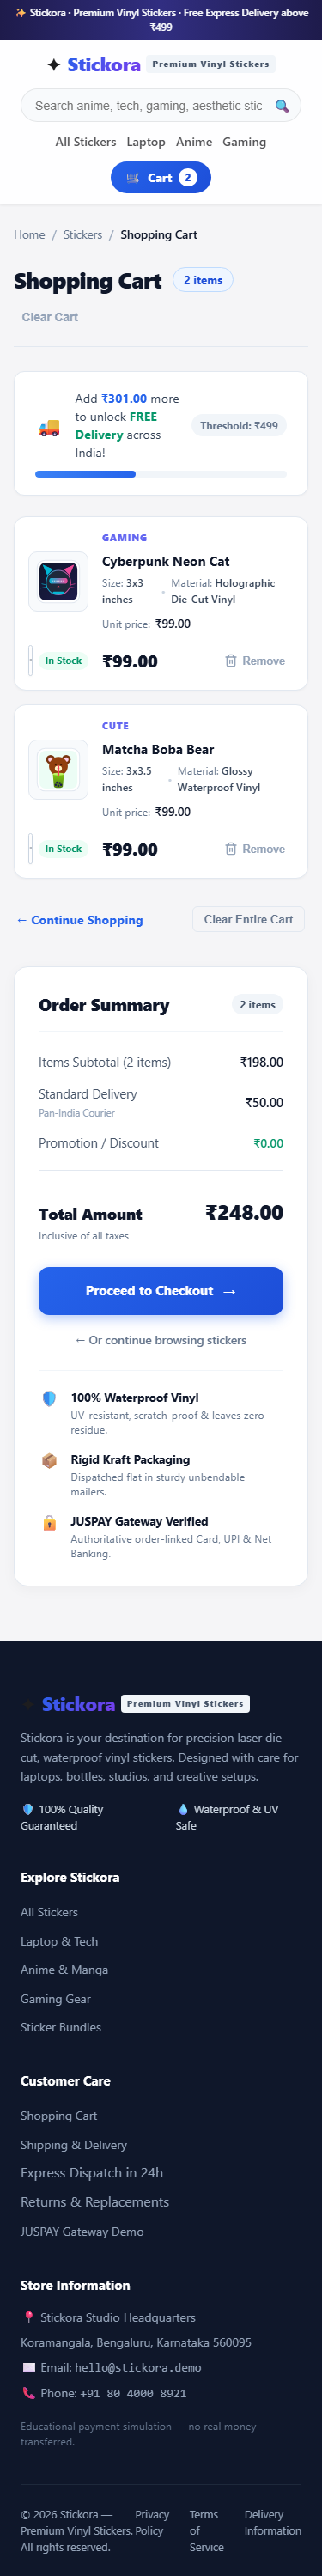 ✨ Stickora · Premium Vinyl Stickers · Free Express Delivery above
₹499
✦ Stickora Premium Vinyl Stickers
Search anime, tech, gaming, aesthetic stic
All Stickers Laptop Anime Gaming
Cart 2
Home / Stickers / Shopping Cart
Shopping Cart 2 items
Clear Cart
Add ₹301.00 more
to unlock FREE
Delivery across
India!
Threshold: ₹499
GAMING
Cyberpunk Neon Cat
Size: 3x3
inches
• Material: Holographic
Die-Cut Vinyl
Unit price: ₹99.00
In Stock ₹99.00 Remove
CUTE
Matcha Boba Bear
Size: 3x3.5
inches
• Material: Glossy
Waterproof Vinyl
Unit price: ₹99.00
In Stock ₹99.00 Remove
← Continue Shopping Clear Entire Cart
Order Summary 2 items
Items Subtotal (2 items) ₹198.00
Standard Delivery ₹50.00
Pan-India Courier
Promotion / Discount ₹0.00
Total Amount ₹248.00
Inclusive of all taxes
Proceed to Checkout →
← Or continue browsing stickers
100% Waterproof Vinyl
UV-resistant, scratch-proof & leaves zero
residue.
Rigid Kraft Packaging
Dispatched flat in sturdy unbendable
mailers.
JUSPAY Gateway Verified
Authoritative order-linked Card, UPI & Net
Banking.
Stickora Premium Vinyl Stickers
Stickora is your destination for precision laser die-
cut, waterproof vinyl stickers. Designed with care for
laptops, bottles, studios, and creative setups.
100% Quality
Guaranteed
Waterproof & UV
Safe
Explore Stickora
All Stickers
Laptop & Tech
Anime & Manga
Gaming Gear
Sticker Bundles
Customer Care
Shopping Cart
Shipping & Delivery
Express Dispatch in 24h
Returns & Replacements
JUSPAY Gateway Demo
Store Information
Stickora Studio Headquarters
Koramangala, Bengaluru, Karnataka 560095
Email: hello@stickora.demo
Phone: +91 80 4000 8921
Educational payment simulation — no real money
transferred.
© 2026 Stickora —
Premium Vinyl Stickers.
All rights reserved.
Privacy
Policy
Terms
of
Service
Delivery
Information